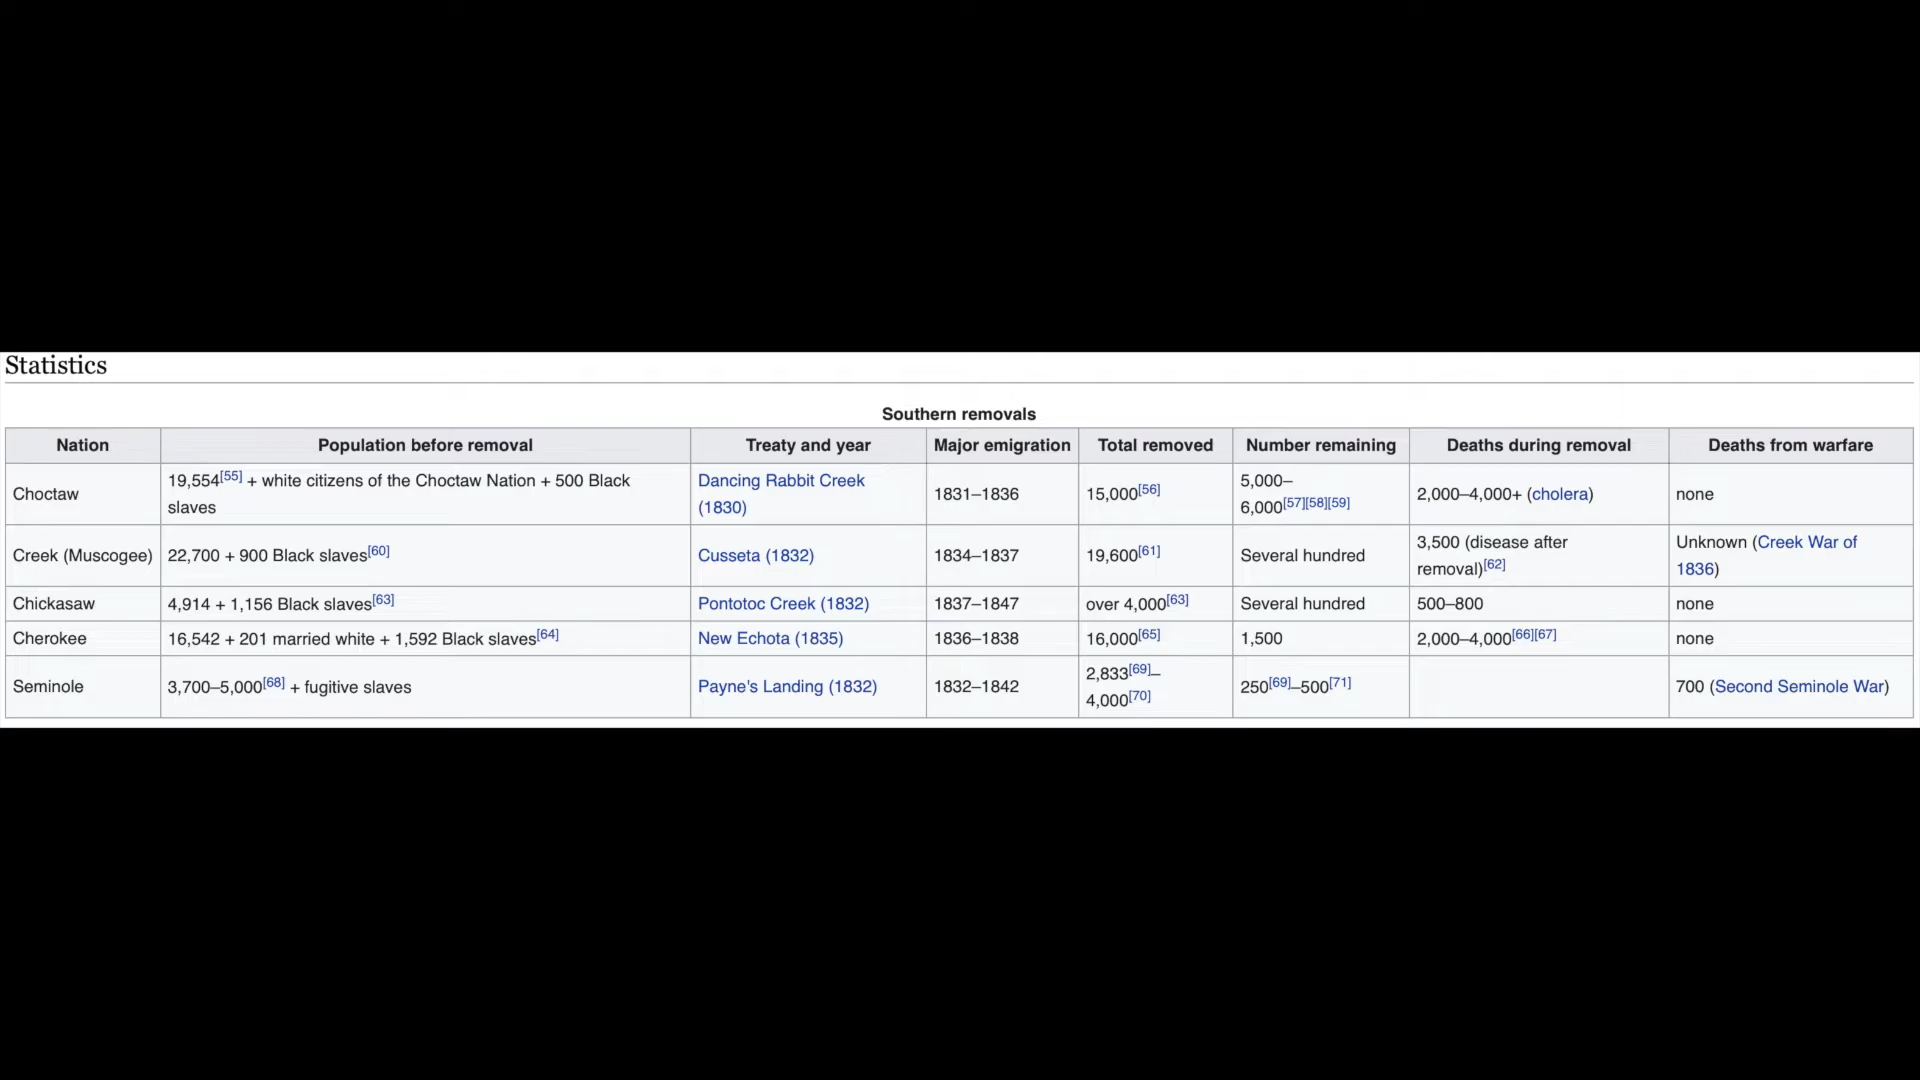 Statistics
Southern removals
Nation Population before removal Treaty and year Major emigration Total removed Number remaining Deaths during removal Deaths from warfare
Choctaw 19,554[55] + white citizens of the Choctaw Nation + 500 Black slaves Dancing Rabbit Creek (1830) 1831–1836 15,000[56] 5,000–6,000[57][58][59] 2,000–4,000+ (cholera) none
Creek (Muscogee) 22,700 + 900 Black slaves[60] Cusseta (1832) 1834–1837 19,600[61] Several hundred 3,500 (disease after removal)[62] Unknown (Creek War of 1836)
Chickasaw 4,914 + 1,156 Black slaves[63] Pontotoc Creek (1832) 1837–1847 over 4,000[63] Several hundred 500–800 none
Cherokee 16,542 + 201 married white + 1,592 Black slaves[64] New Echota (1835) 1836–1838 16,000[65] 1,500 2,000–4,000[66][67] none
Seminole 3,700–5,000[68] + fugitive slaves Payne's Landing (1832) 1832–1842 2,833[69]–4,000[70] 250[69]–500[71] 700 (Second Seminole War)